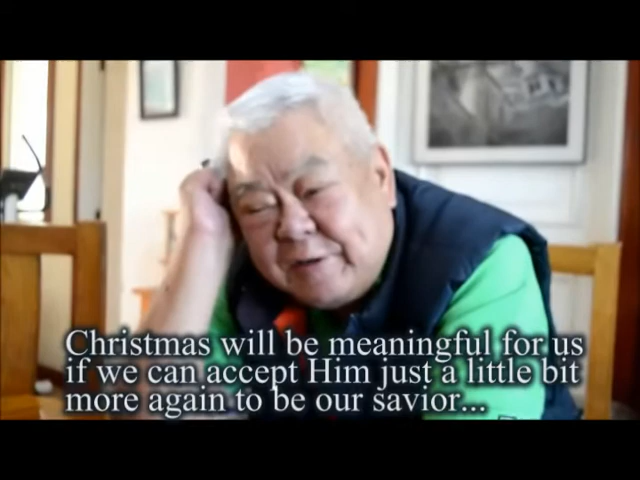 Christmas will be meaningful for us
if we can accept Him just a little bit
more again to be our savior...